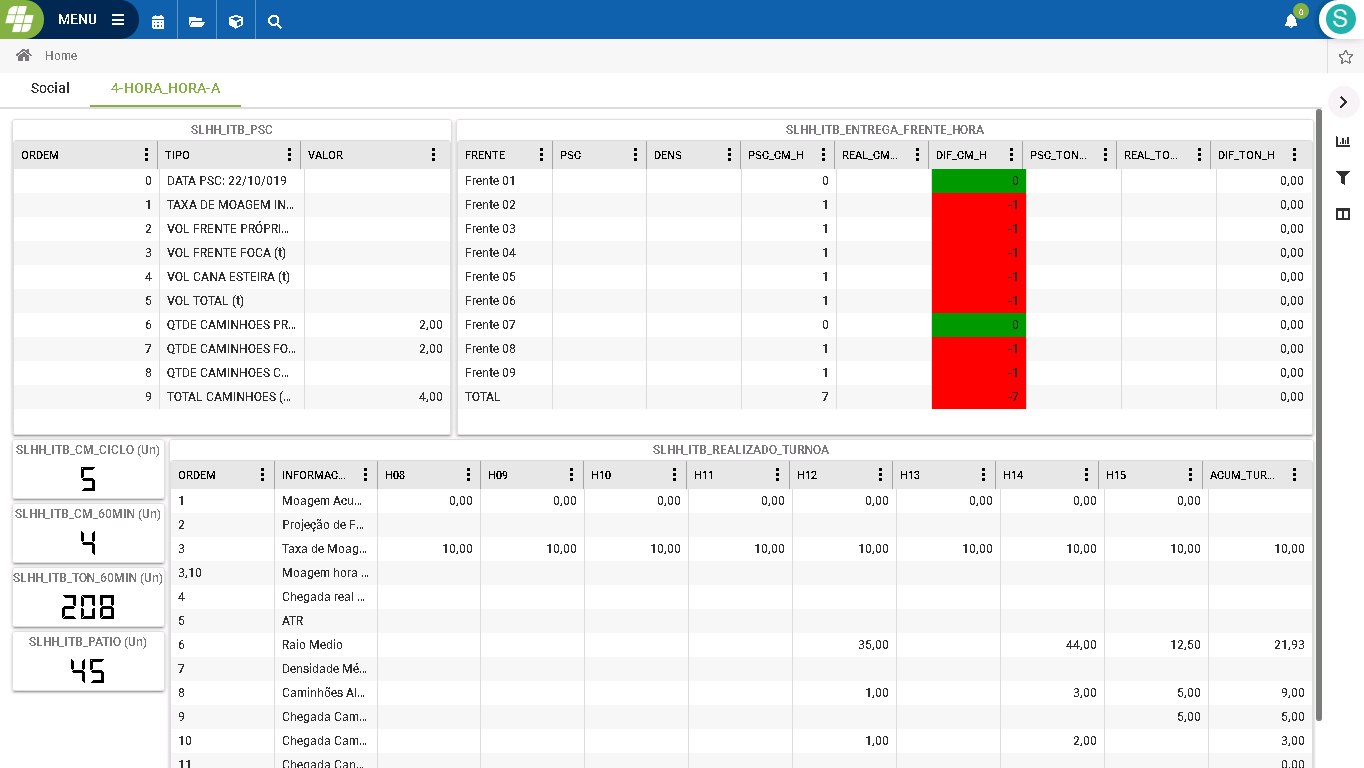 MENU
0
S
Home
Social 4-HORA_HORA-A
SLHH_ITB_PSC
ORDEM TIPO VALOR
0 DATA PSC: 22/10/019
1 TAXA DE MOAGEM IN...
2 VOL FRENTE PRÓPRI...
3 VOL FRENTE FOCA (t)
4 VOL CANA ESTEIRA (t)
5 VOL TOTAL (t)
6 QTDE CAMINHOES PR... 2,00
7 QTDE CAMINHOES FO... 2,00
8 QTDE CAMINHOES C...
9 TOTAL CAMINHOES (... 4,00
SLHH_ITB_ENTREGA_FRENTE_HORA
FRENTE PSC DENS PSC_CM_H REAL_CM... DIF_CM_H PSC_TON... REAL_TO... DIF_TON_H
Frente 01 0 0 0,00
Frente 02 1 -1 0,00
Frente 03 1 -1 0,00
Frente 04 1 -1 0,00
Frente 05 1 -1 0,00
Frente 06 1 -1 0,00
Frente 07 0 0 0,00
Frente 08 1 -1 0,00
Frente 09 1 -1 0,00
TOTAL 7 -7 0,00
SLHH_ITB_CM_CICLO (Un)
5
SLHH_ITB_CM_60MIN (Un)
4
SLHH_ITB_TON_60MIN (Un)
208
SLHH_ITB_PATIO (Un)
45
SLHH_ITB_REALIZADO_TURNOA
ORDEM INFORMAC... H08 H09 H10 H11 H12 H13 H14 H15 ACUM_TUR...
1 Moagem Acu... 0,00 0,00 0,00 0,00 0,00 0,00 0,00 0,00
2 Projeção de F...
3 Taxa de Moag... 10,00 10,00 10,00 10,00 10,00 10,00 10,00 10,00 10,00
3,10 Moagem hora ...
4 Chegada real ...
5 ATR
6 Raio Medio 35,00 44,00 12,50 21,93
7 Densidade Mé...
8 Caminhões Al... 1,00 3,00 5,00 9,00
9 Chegada Cam... 5,00 5,00
10 Chegada Cam... 1,00 2,00 3,00
11 Chegada Can... 0,00